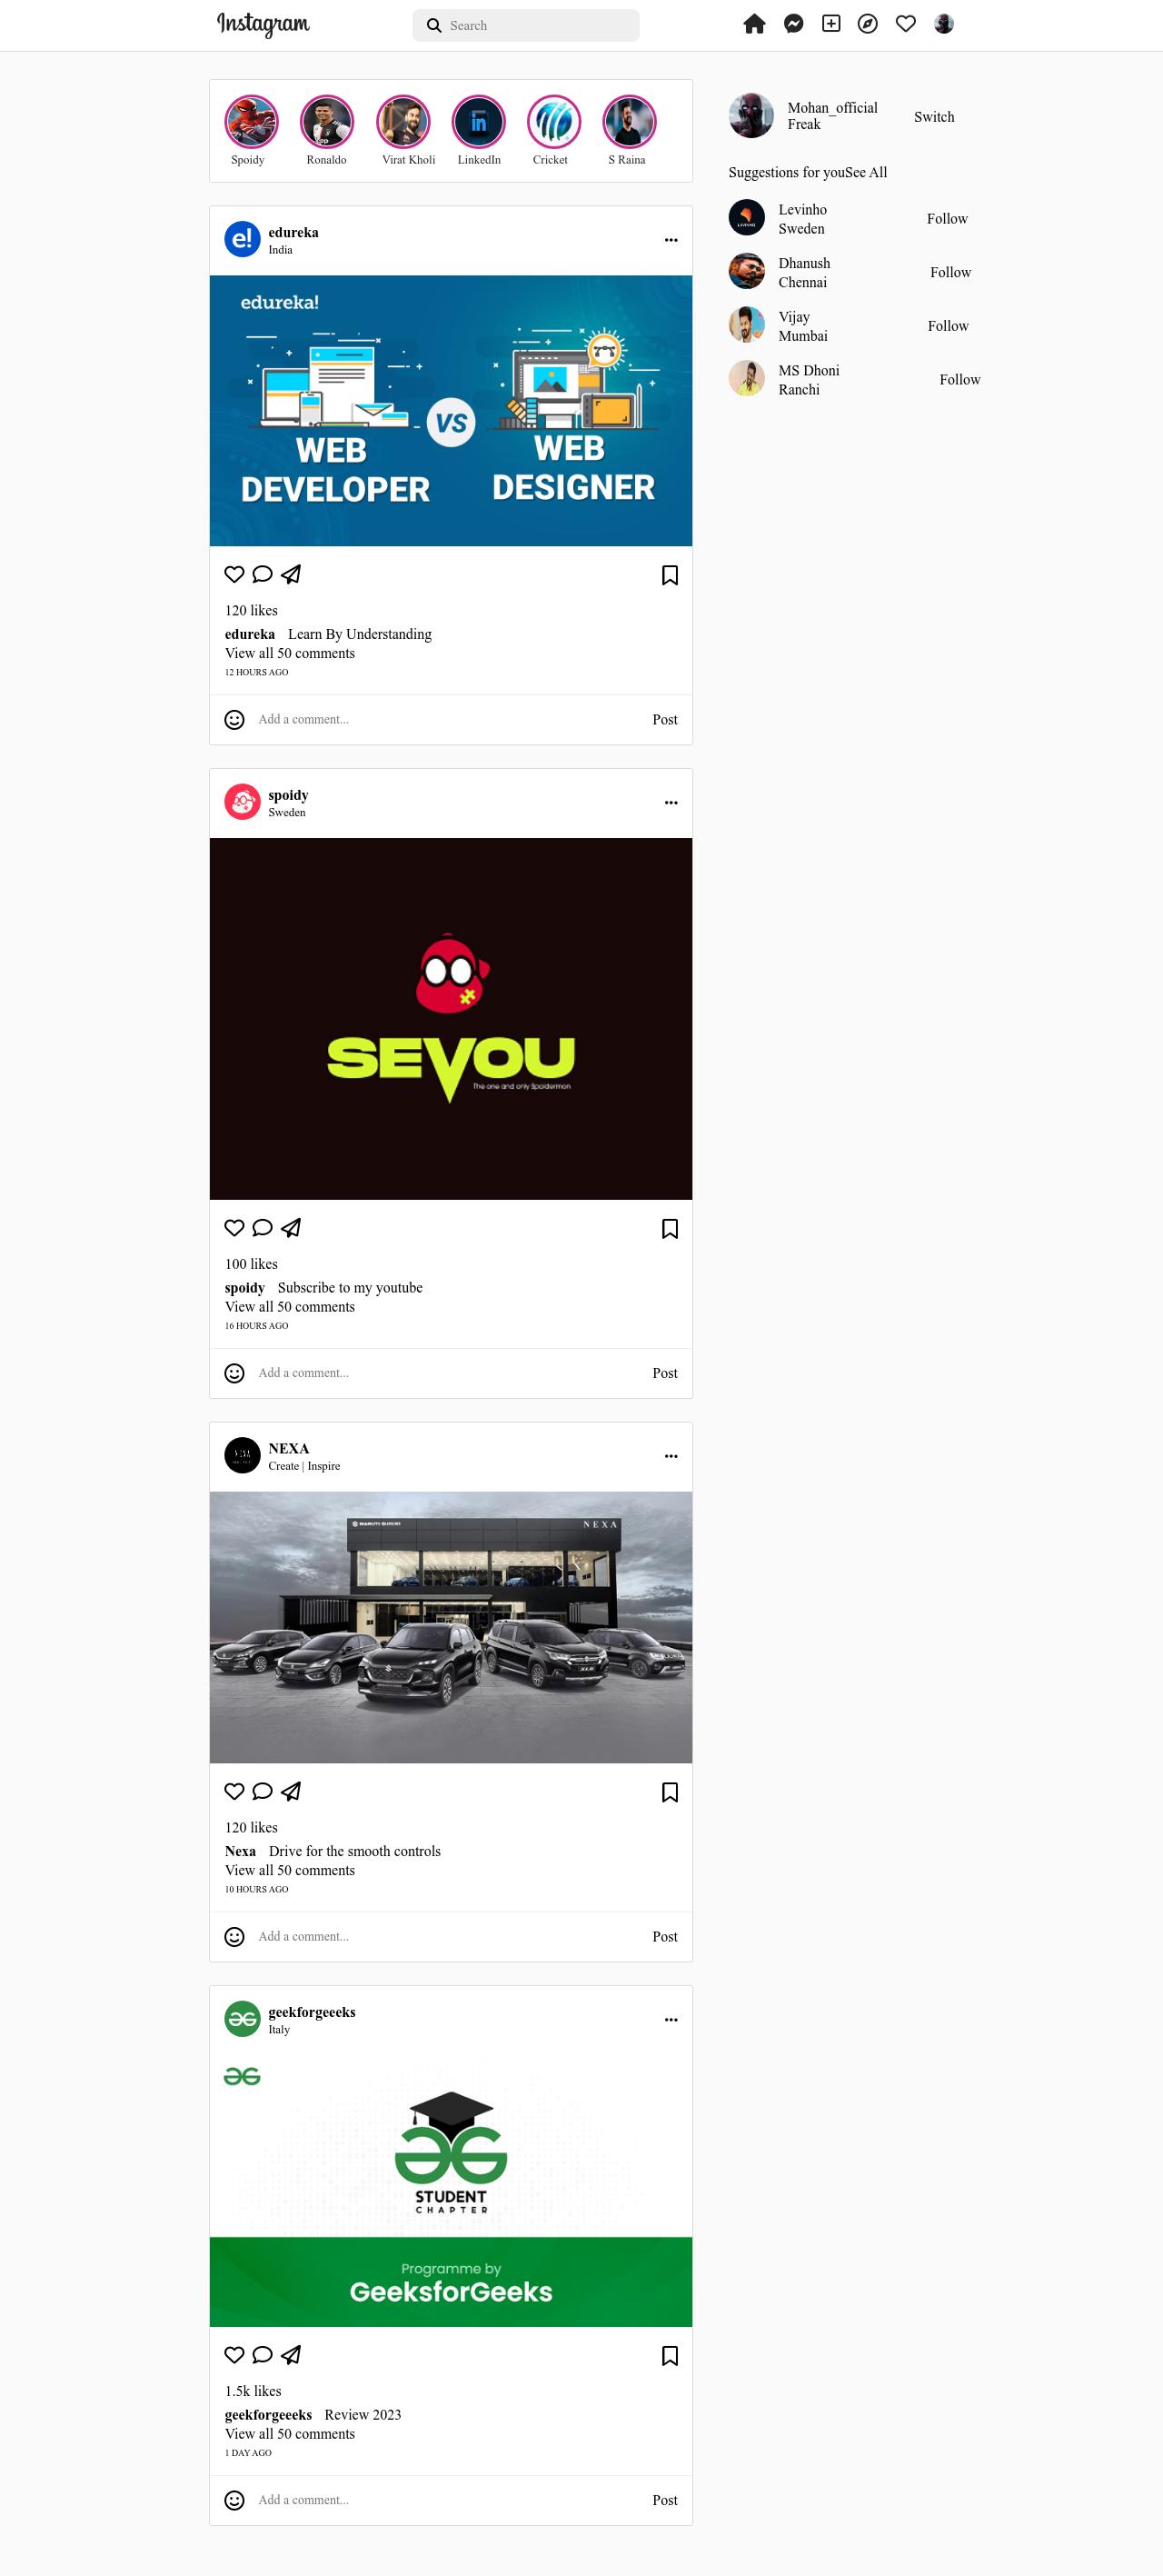 Instagram
Search
Spoidy
Ronaldo
Virat Kholi
LinkedIn
Cricket
S Raina
Mohan_official
Freak
Switch
Suggestions for youSee All
Levinho
Sweden
Follow
Dhanush
Chennai
Follow
Vijay
Mumbai
Follow
MS Dhoni
Ranchi
Follow
e!
edureka
India
edureka!
WEB DEVELOPER
VS
WEB DESIGNER
120 likes
edureka Learn By Understanding
View all 50 comments
12 HOURS AGO
Add a comment...
Post
spoidy
Sweden
SEVOU
The one and only Spoidermon
100 likes
spoidy Subscribe to my youtube
View all 50 comments
16 HOURS AGO
Add a comment...
Post
NEXA
Create | Inspire
MARUTI SUZUKI
NEXA
120 likes
Nexa Drive for the smooth controls
View all 50 comments
10 HOURS AGO
Add a comment...
Post
geekforgeeeks
Italy
STUDENT
CHAPTER
Programme by
GeeksforGeeks
1.5k likes
geekforgeeeks Review 2023
View all 50 comments
1 DAY AGO
Add a comment...
Post